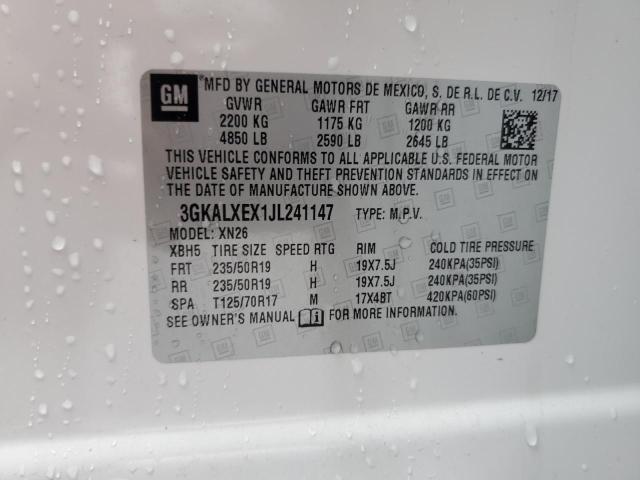 GM
MFD BY GENERAL MOTORS DE MEXICO, S. DE R.L. DE C.V. 12/17
GVWR GAWR FRT GAWR RR
2200 KG 1175 KG 1200 KG
4850 LB 2590 LB 2645 LB
THIS VEHICLE CONFORMS TO ALL APPLICABLE U.S. FEDERAL MOTOR
VEHICLE SAFETY AND THEFT PREVENTION STANDARDS IN EFFECT ON
THE DATE OF MANUFACTURE SHOWN ABOVE.
3GKALXEX1JL241147 TYPE: M.P.V.
MODEL: XN26
XBH5 TIRE SIZE SPEED RTG RIM COLD TIRE PRESSURE
FRT 235/50R19 H 19X7.5J 240KPA(35PSI)
RR 235/50R19 H 19X7.5J 240KPA(35PSI)
SPA T125/70R17 M 17X4BT 420KPA(60PSI)
SEE OWNER'S MANUAL FOR MORE INFORMATION.